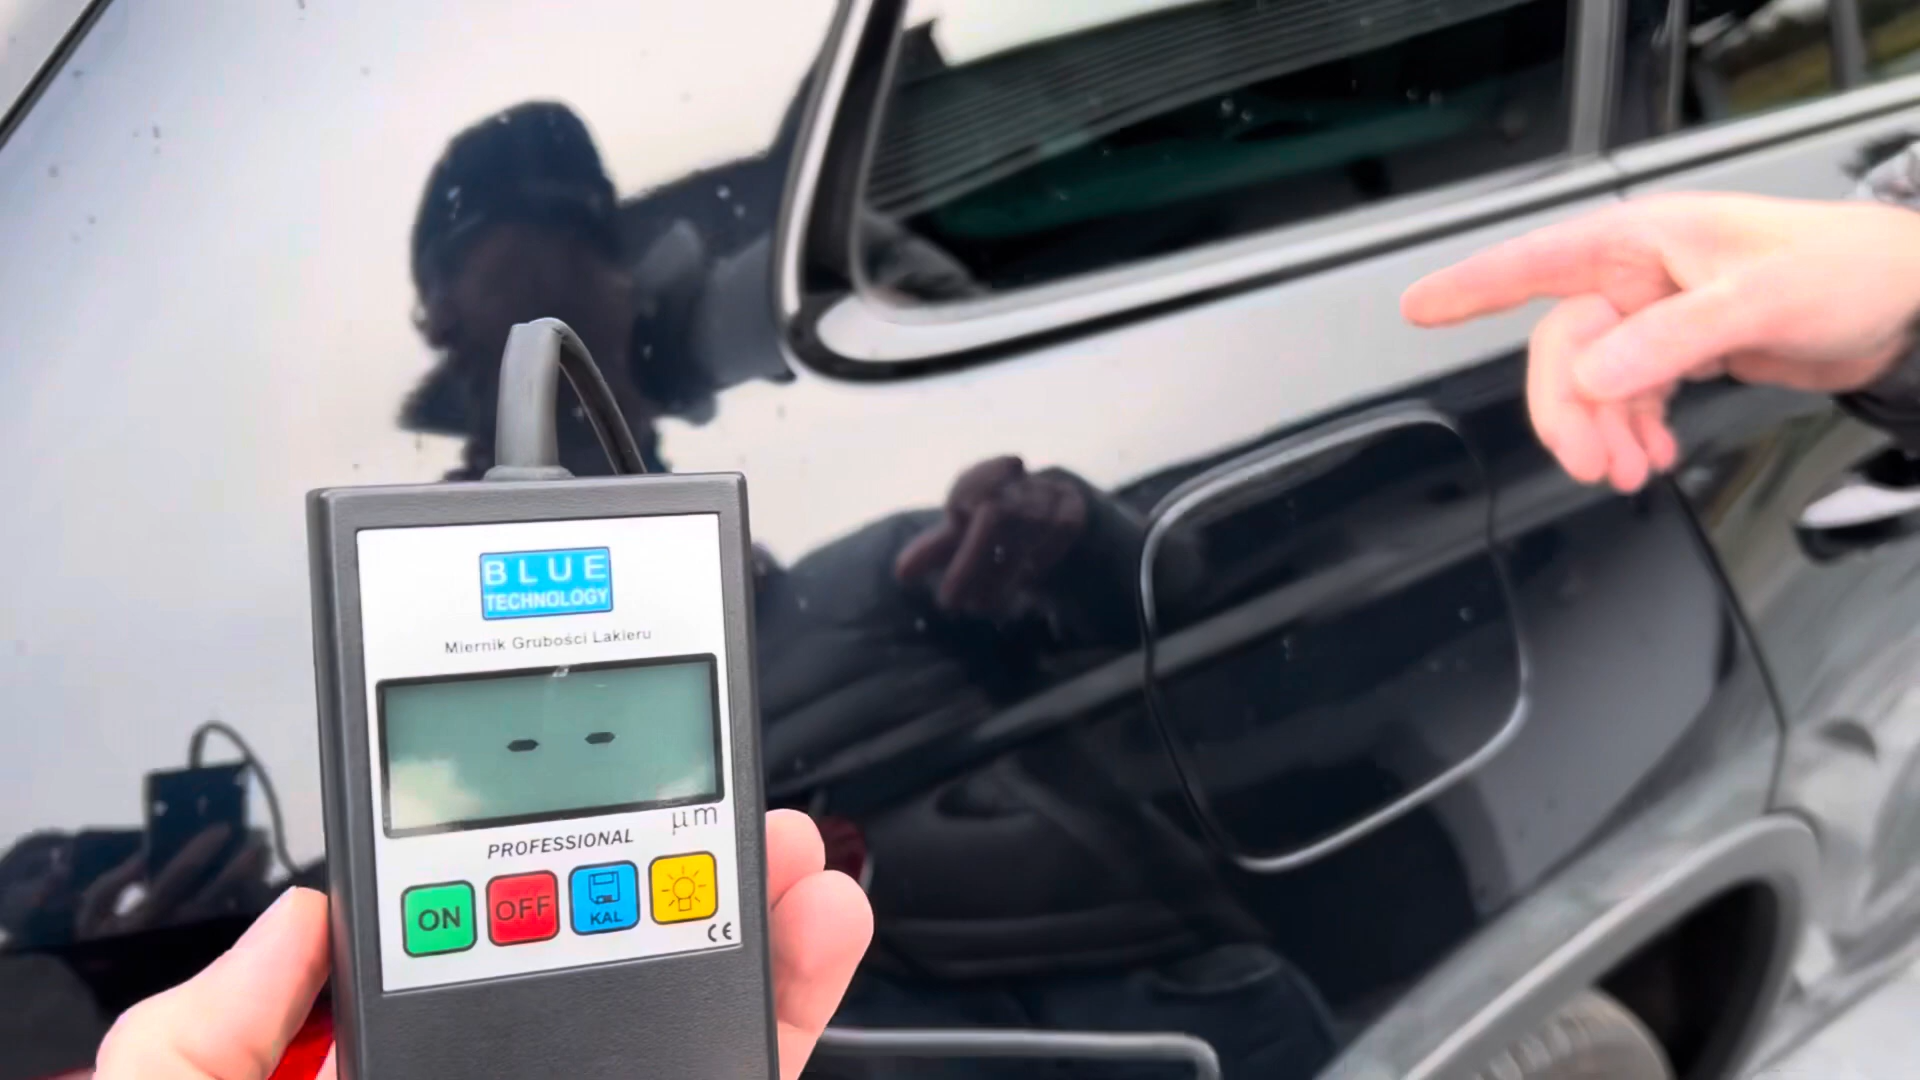 BLUE
TECHNOLOGY
Miernik Grubości Lakieru
- -
µm
PROFESSIONAL
ON
OFF
KAL
CE